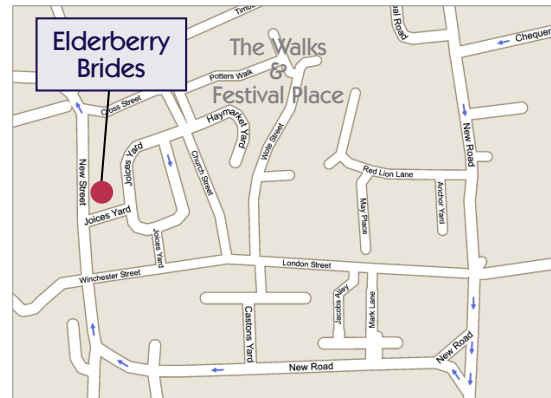 Elderberry
Brides
The Walks
&
Festival Place
Potters Walk
Cross Street
Haymarket Yard
Church Street
Wote Street
Joices Yard
New Street
Joices Yard
Joices Yard
Winchester Street
London Street
Castons Yard
Jacobs Alley
Mark Lane
May Place
Red Lion Lane
Anchor Yard
New Road
New Road
New Road
Road
Chequer